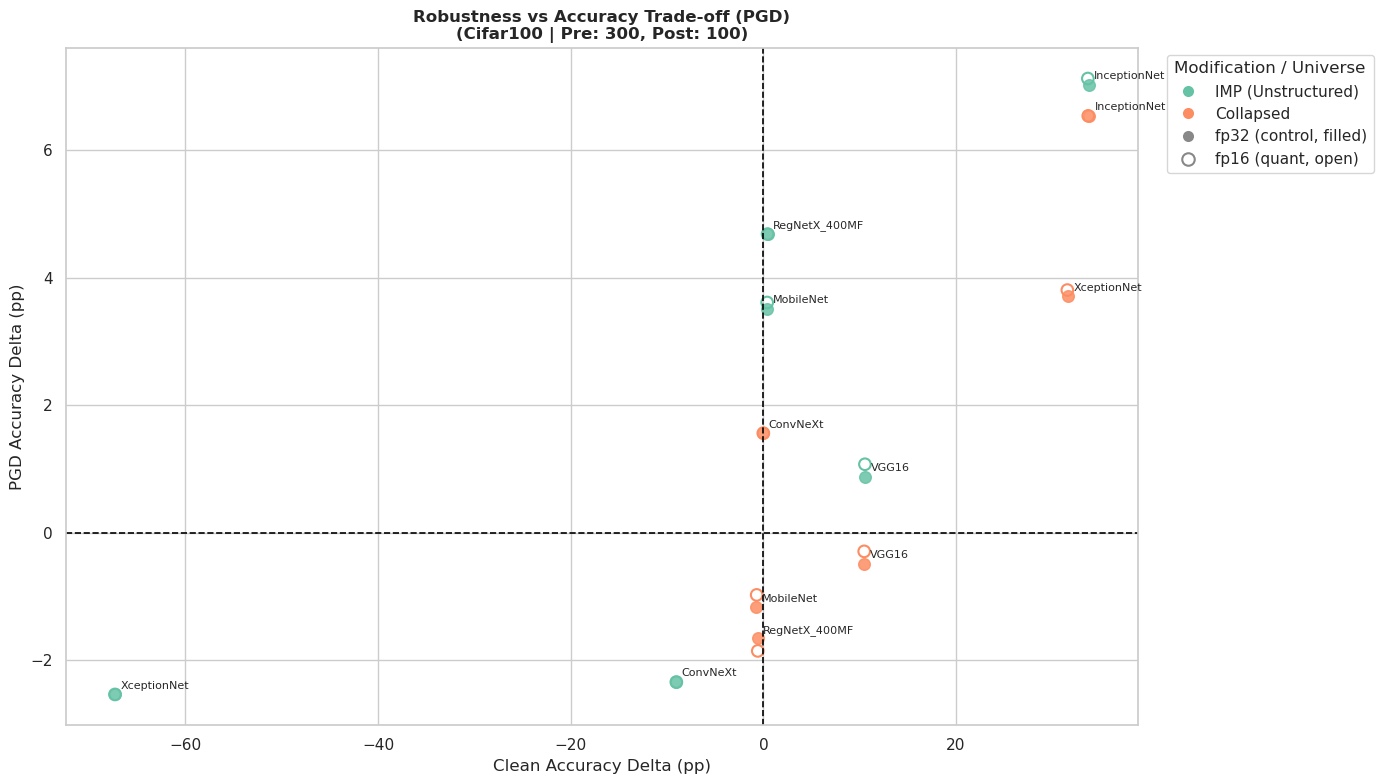 Robustness vs Accuracy Trade-off (PGD)
(Cifar100 | Pre: 300, Post: 100)
Modification / Universe
IMP (Unstructured)
Collapsed
fp32 (control, filled)
fp16 (quant, open)
InceptionNet
InceptionNet
RegNetX_400MF
XceptionNet
MobileNet
ConvNeXt
VGG16
VGG16
MobileNet
RegNetX_400MF
ConvNeXt
XceptionNet
PGD Accuracy Delta (pp)
6
4
2
0
−2
−60
−40
−20
0
20
Clean Accuracy Delta (pp)